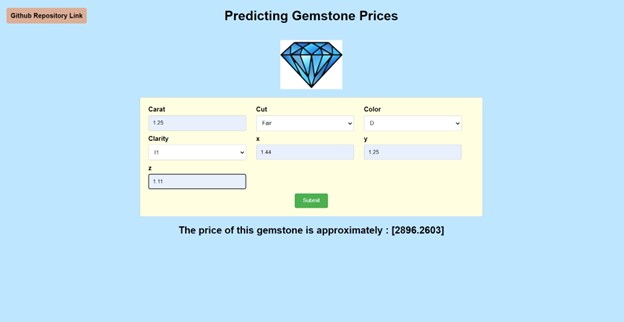 Github Repository Link
Predicting Gemstone Prices
Carat Cut Color
1.25 Fair D
Clarity x y
I1 1.44 1.25
z
1.11
Submit
The price of this gemstone is approximately : [2896.2603]